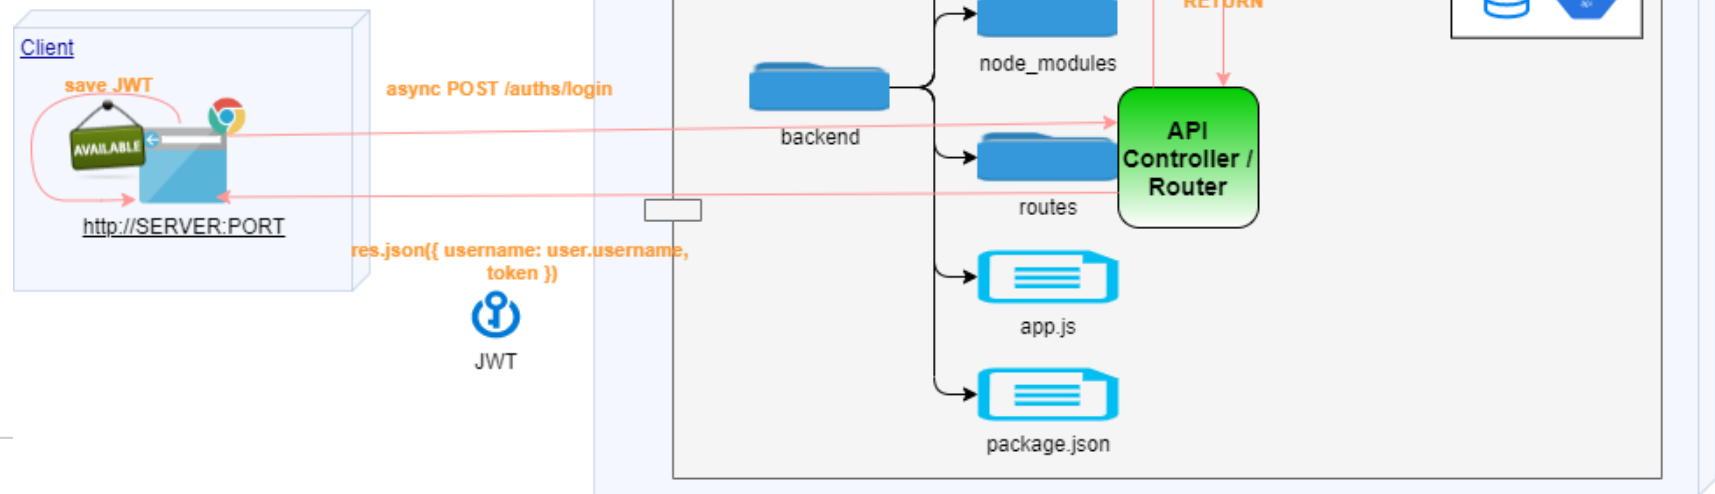 RETURN
Client
node_modules
save JWT
async POST /auths/login
api
backend
AVAILABLE
API
Controller /
Router
routes
http://SERVER:PORT
res.json({ username: user.username,
token })
app.js
JWT
package.json